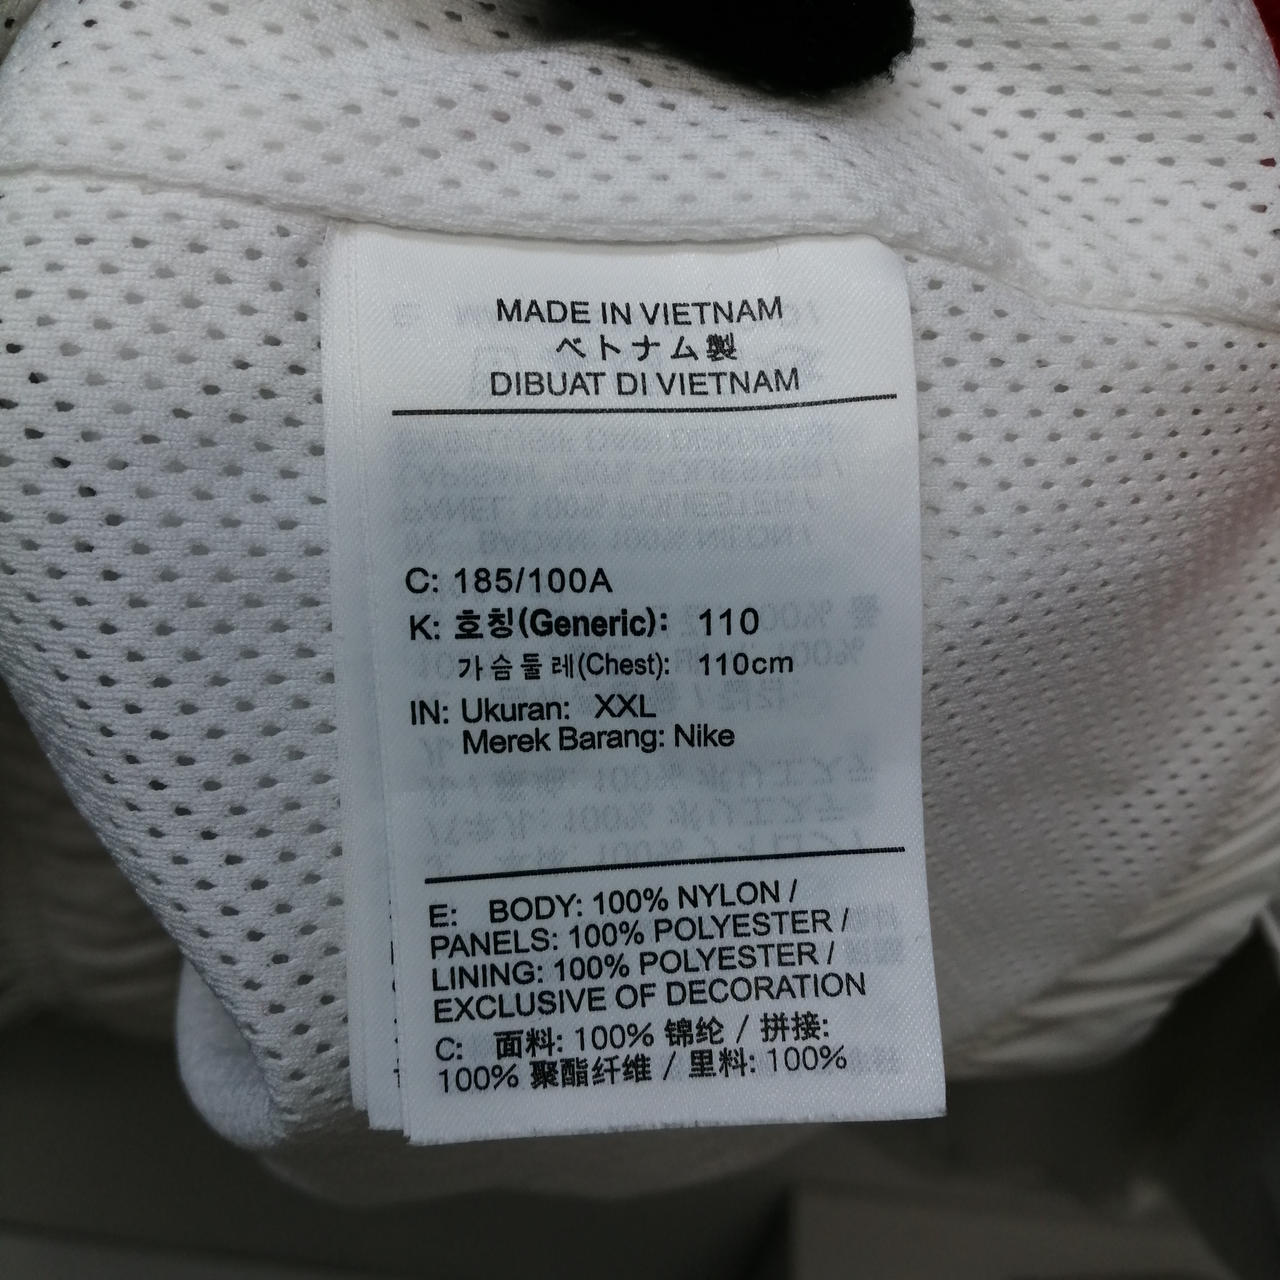 MADE IN VIETNAM
ベトナム製
DIBUAT DI VIETNAM
C: 185/100A
K: 호칭(Generic): 110
가슴둘레(Chest): 110cm
IN: Ukuran: XXL
Merek Barang: Nike
E: BODY: 100% NYLON /
PANELS: 100% POLYESTER /
LINING: 100% POLYESTER /
EXCLUSIVE OF DECORATION
C: 面料: 100% 锦纶 / 拼接:
100% 聚酯纤维 / 里料: 100%